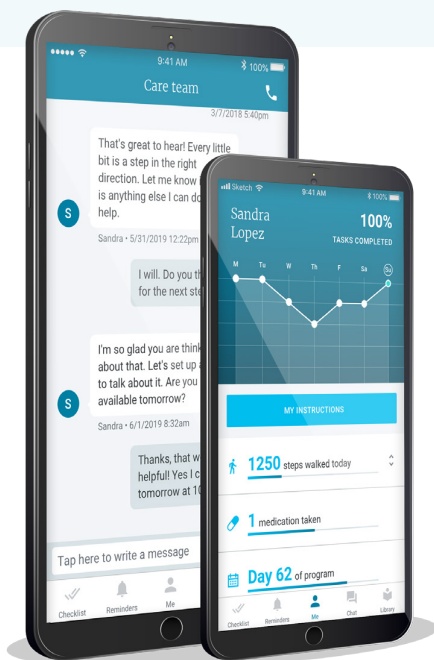 9:41 AM
100%
Care team
3/7/2018 5:40pm
That's great to hear! Every little
bit is a step in the right
direction. Let me know
is anything else I can do
help.
S
Sandra • 5/31/2019 12:22pm
I will. Do you
for the next
I'm so glad you are
about that. Let's set up
to talk about it. Are you
available tomorrow?
S
Sandra • 6/1/2019 8:32am
Thanks, that
helpful! Yes I
tomorrow at
Tap here to write a message
Checklist
Reminders
Me
Sketch
9:41 AM
100%
Sandra
Lopez
100%
TASKS COMPLETED
M Tu W Th F Sa Su
MY INSTRUCTIONS
1250 steps walked today
1 medication taken
Day 62 of program
Checklist
Reminders
Me
Chat
Library